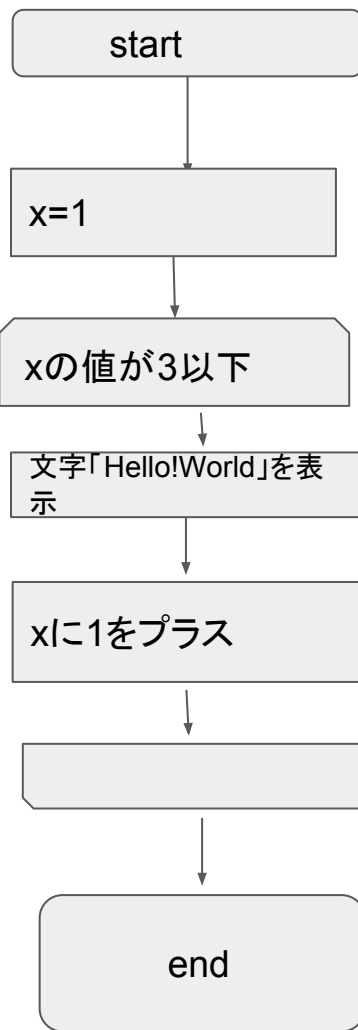 start
x=1
xの値が3以下
文字「Hello!World」を表
示
xに1をプラス
end